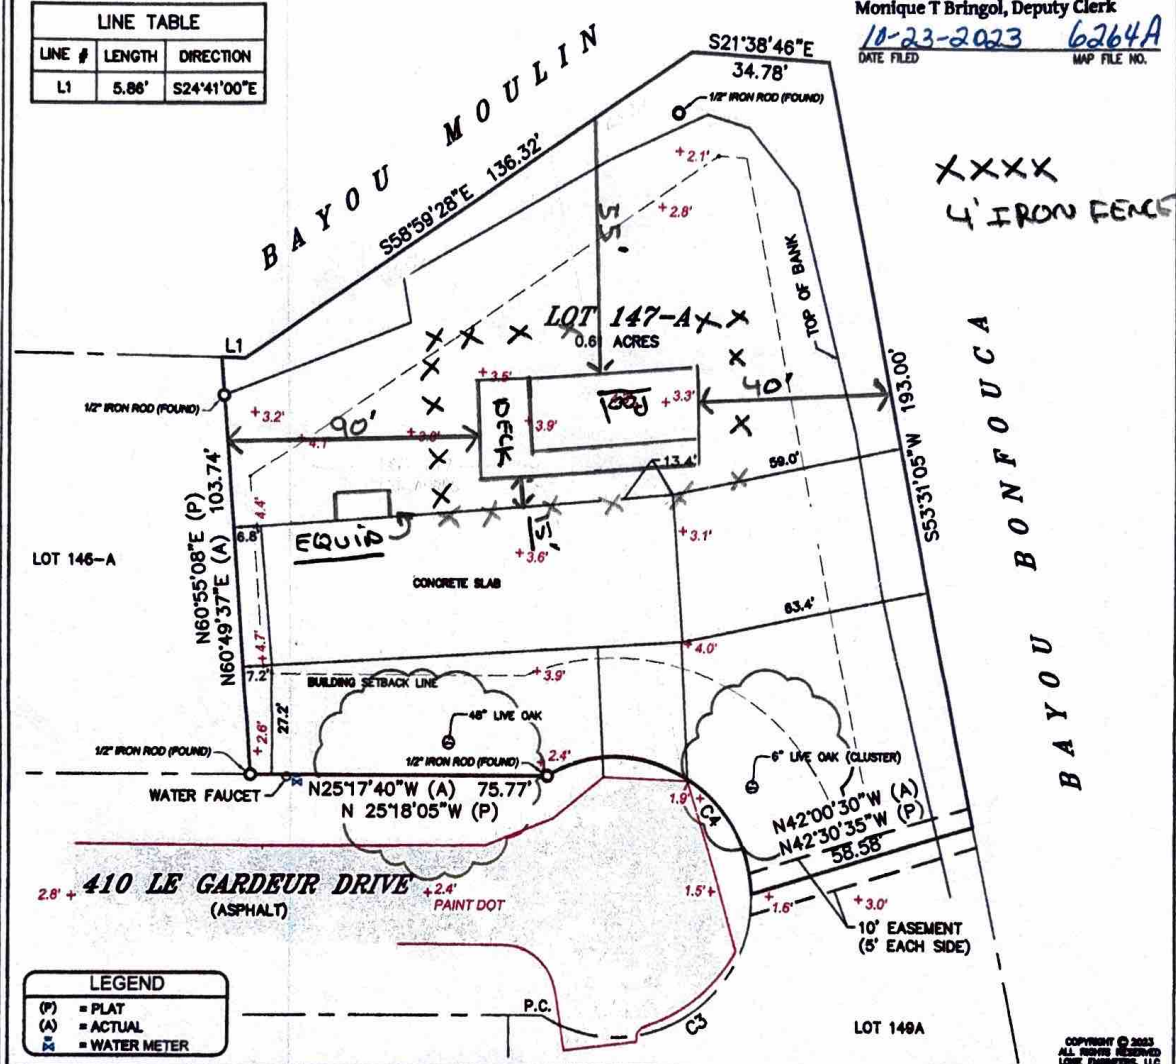 LINE TABLE
LINE # LENGTH DIRECTION
L1 5.86' S24°41'00"E
Monique T Bringol, Deputy Clerk
10-23-2023 6264A
DATE FILED MAP FILE NO.
S21°38'46"E
34.78'
1/2" IRON ROD (FOUND)
BAYOU MOULIN
S58°59'28"E 136.32'
+2.1'
+2.8'
XXXX
4' IRON FENCE
55'
TOP OF BANK
LOT 147-A
ACRES
L1
1/2" IRON ROD (FOUND)
+3.2'
90'
+3.5'
DECK
+3.9'
POOL
+3.3'
40'
193.00'
S53°31'05"W
BAYOU BONFOUCA
13.4'
59.0'
N60°55'08"E (P)
N60°49'37"E (A) 103.74'
4.4'
6.8'
EQUIP
15'
+3.6'
+3.1'
LOT 146-A
CONCRETE SLAB
63.4'
+4.7'
7.2'
+4.0'
+3.9'
BUILDING SETBACK LINE
48" LIVE OAK
27.2'
+2.6'
1/2" IRON ROD (FOUND)
1/2" IRON ROD (FOUND)
+2.4'
6" LIVE OAK (CLUSTER)
WATER FAUCET
N25°17'40"W (A) 75.77'
N 25°18'05"W (P)
1.9' +
C4
N42°00'30"W (A)
N42°30'35"W (P)
58.58'
2.8' + 410 LE GARDEUR DRIVE +2.4'
(ASPHALT)
PAINT DOT
1.5'+
+1.6'
+3.0'
10' EASEMENT
(5' EACH SIDE)
LEGEND
(P) = PLAT
(A) = ACTUAL
= WATER METER
P.C.
C3
LOT 149A
COPYRIGHT © 2023
ALL RIGHTS RESERVED
LOWE ENGINEERS, LLC